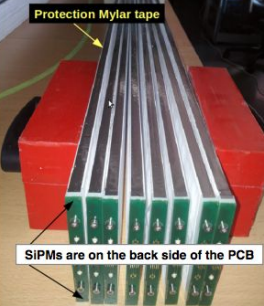 Protection Mylar tape
SiPMs are on the back side of the PCB